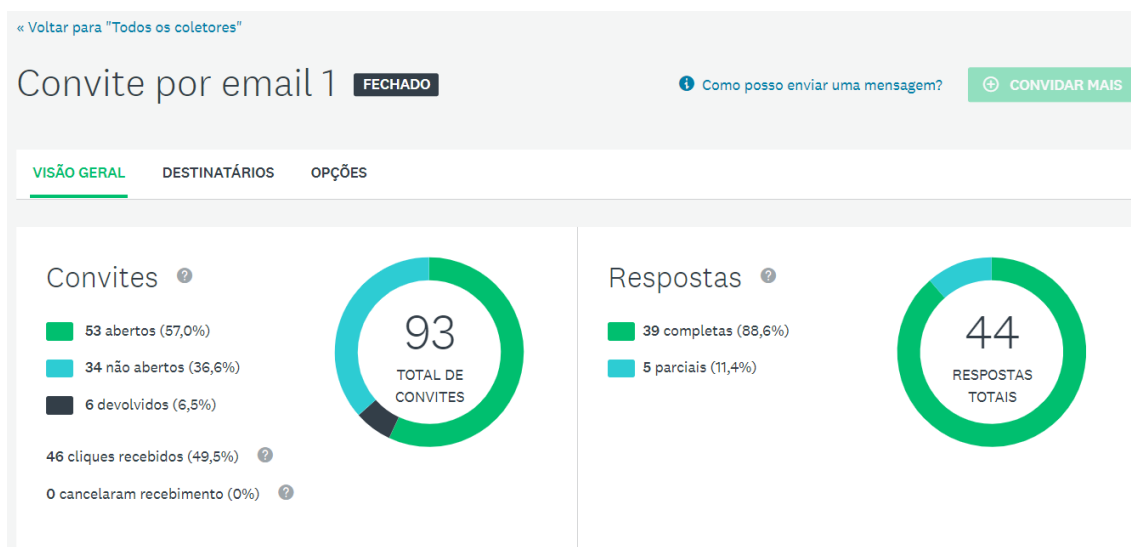 « Voltar para "Todos os coletores"
Convite por email 1 FECHADO
Como posso enviar uma mensagem?
CONVIDAR MAIS
VISÃO GERAL
DESTINATÁRIOS
OPÇÕES
Convites
53 abertos (57,0%)
34 não abertos (36,6%)
6 devolvidos (6,5%)
46 cliques recebidos (49,5%)
0 cancelaram recebimento (0%)
93
TOTAL DE
CONVITES
Respostas
39 completas (88,6%)
5 parciais (11,4%)
44
RESPOSTAS
TOTAIS